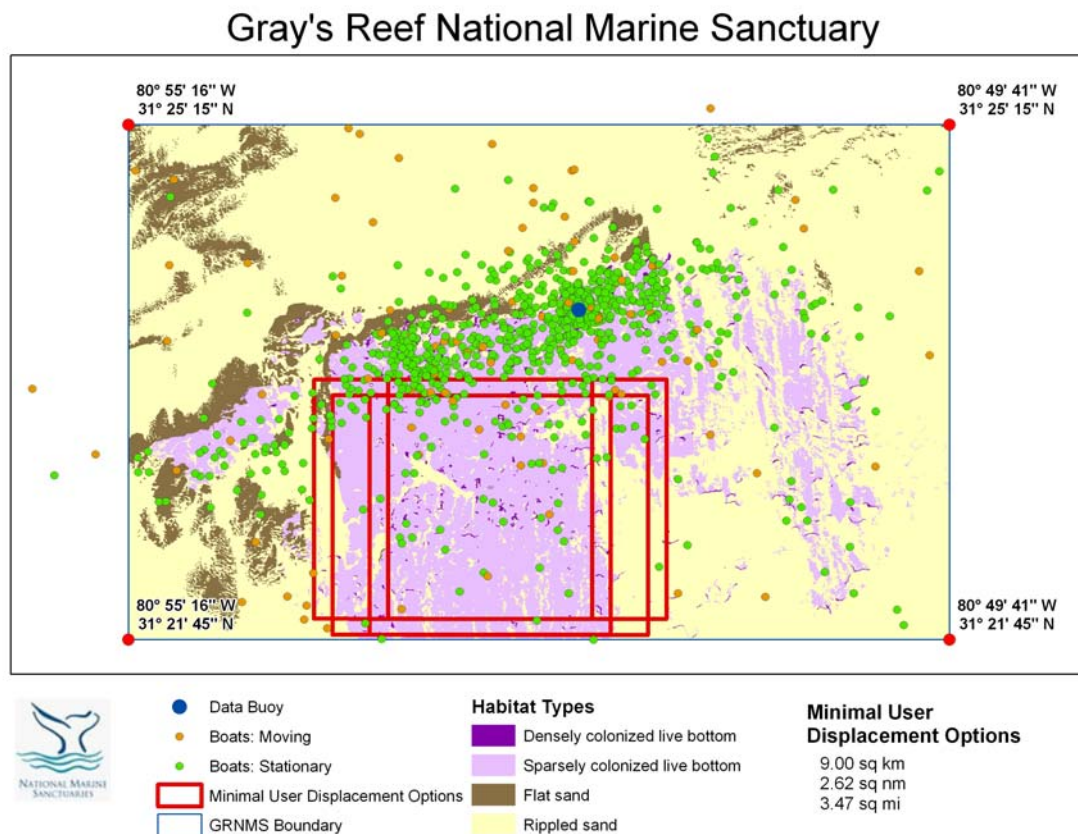 Gray's Reef National Marine Sanctuary
80° 55' 16" W
31° 25' 15" N
80° 49' 41" W
31° 25' 15" N
80° 55' 16" W
31° 21' 45" N
80° 49' 41" W
31° 21' 45" N
NATIONAL MARINE
SANCTUARIES
Data Buoy
Boats: Moving
Boats: Stationary
Minimal User Displacement Options
GRNMS Boundary
Habitat Types
Densely colonized live bottom
Sparsely colonized live bottom
Flat sand
Rippled sand
Minimal User
Displacement Options
9.00 sq km
2.62 sq nm
3.47 sq mi